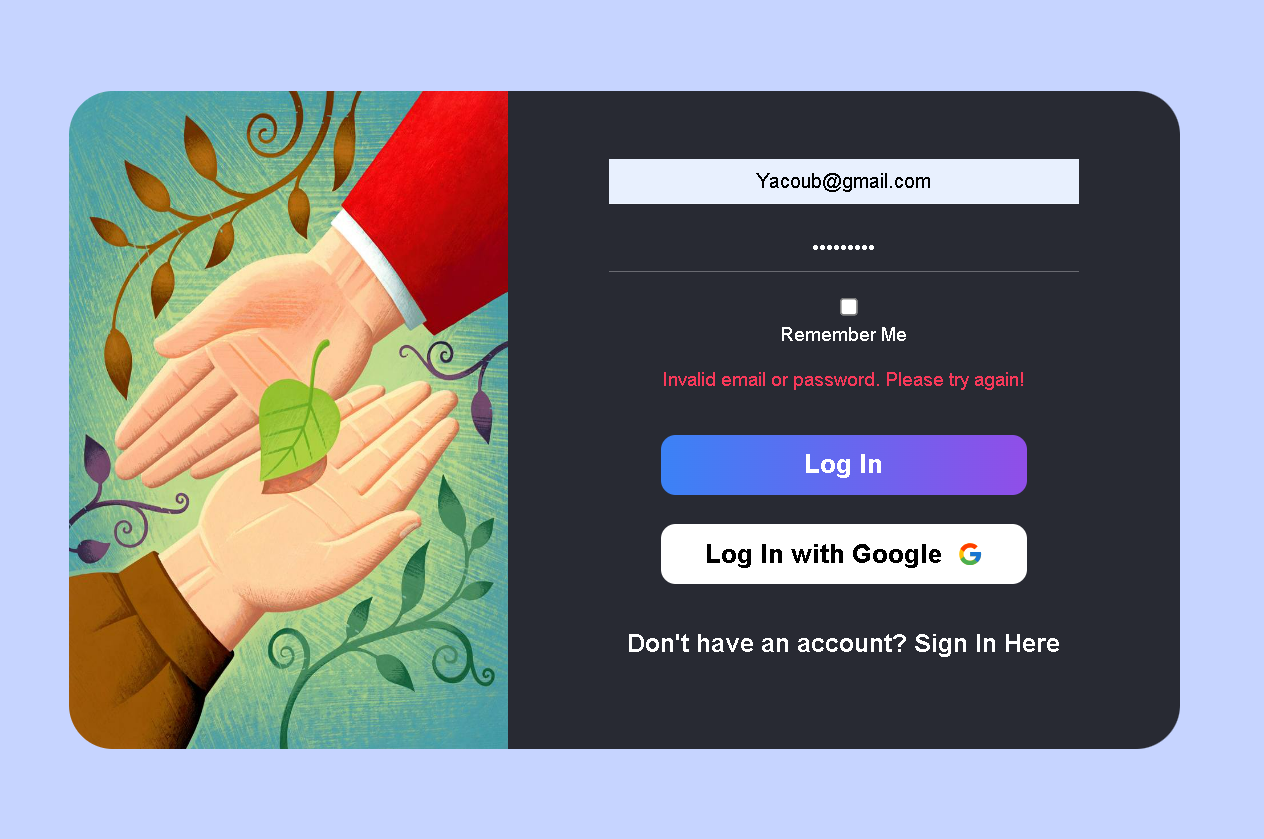 Yacoub@gmail.com
•••••••••
Remember Me
Invalid email or password. Please try again!
Log In
Log In with Google
Don't have an account? Sign In Here